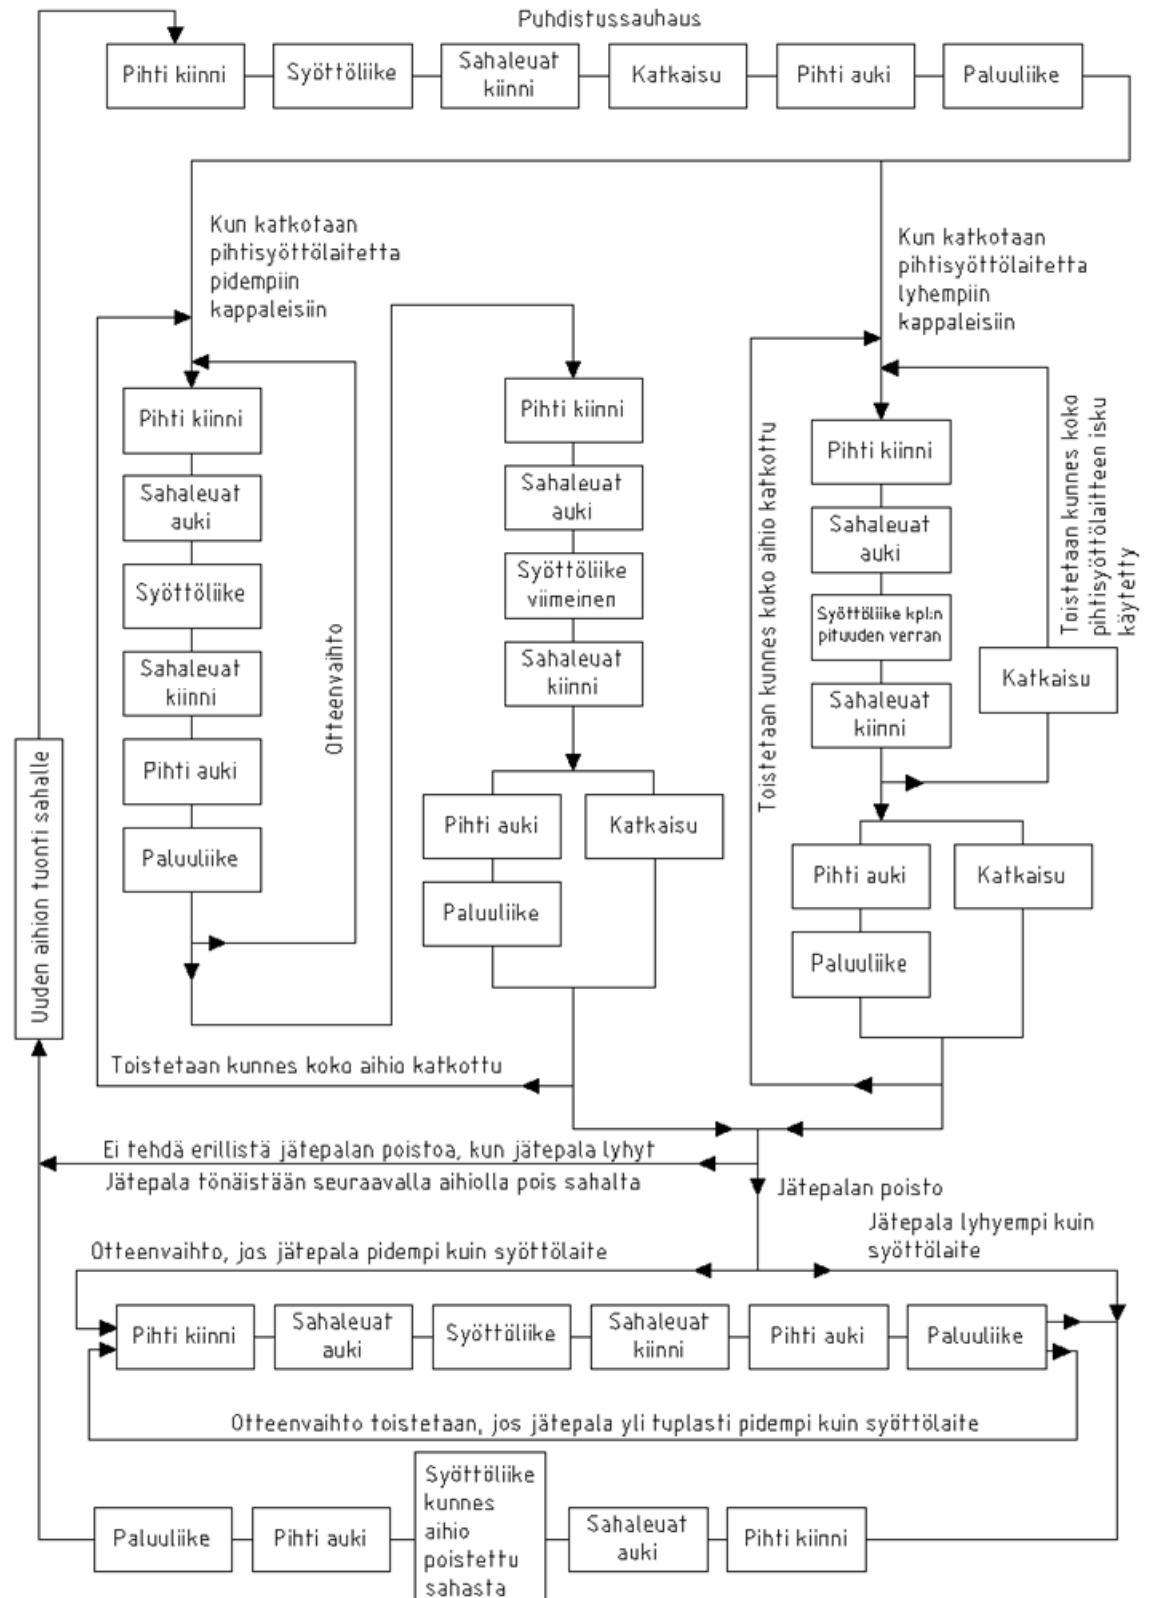 Puhdistussauhaus
Pihti kiinni
Syöttöliike
Sahaleuat
kiinni
Katkaisu
Pihti auki
Paluuliike
Kun katkotaan
pihtisyöttölaitetta
pidempiin
kappaleisiin
Pihti kiinni
Sahaleuat
auki
Syöttöliike
Sahaleuat
kiinni
Pihti auki
Paluuliike
Otteenvaihto
Pihti kiinni
Sahaleuat
auki
Syöttöliike
viimeinen
Sahaleuat
kiinni
Pihti auki
Paluuliike
Katkaisu
Toistetaan kunnes koko aihio katkottu
Kun katkotaan
pihtisyöttölaitetta
lyhempiin
kappaleisiin
Pihti kiinni
Sahaleuat
auki
Syöttöliike kpl:n
pituuden verran
Sahaleuat
kiinni
Katkaisu
Toistetaan kunnes koko
pihtisyöttölaitteen isku
käytetty
Pihti auki
Paluuliike
Katkaisu
Toistetaan kunnes koko aihio katkottu
Uuden aihion tuonti sahalle
Ei tehdä erillistä jätepalan poistoa, kun jätepala lyhyt
Jätepala tönäistään seuraavalla aihiolla pois sahalta
Jätepalan poisto
Jätepala lyhyempi kuin
syöttölaite
Otteenvaihto, jos jätepala pidempi kuin syöttölaite
Pihti kiinni
Sahaleuat
auki
Syöttöliike
Sahaleuat
kiinni
Pihti auki
Paluuliike
Otteenvaihto toistetaan, jos jätepala yli tuplasti pidempi kuin syöttölaite
Paluuliike
Pihti auki
Syöttöliike
kunnes
aihio
poistettu
sahasta
Sahaleuat
auki
Pihti kiinni